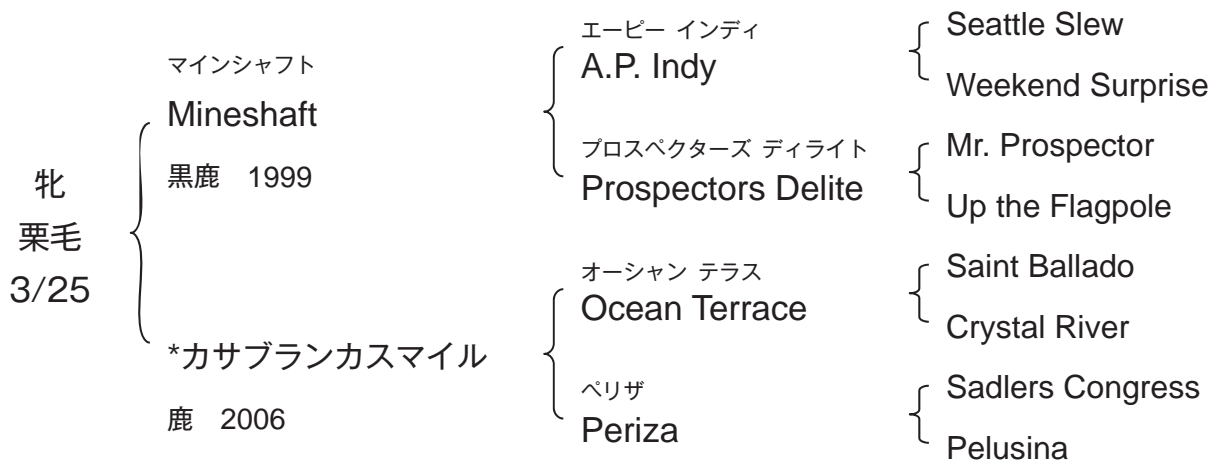 牝
栗毛
3/25
マインシャフト
Mineshaft
黒鹿 1999
*カサブランカスマイル
鹿 2006
エーピー インディ
A.P. Indy
プロスペクターズ ディライト
Prospectors Delite
オーシャン テラス
Ocean Terrace
ペリザ
Periza
Seattle Slew
Weekend Surprise
Mr. Prospector
Up the Flagpole
Saint Ballado
Crystal River
Sadlers Congress
Pelusina